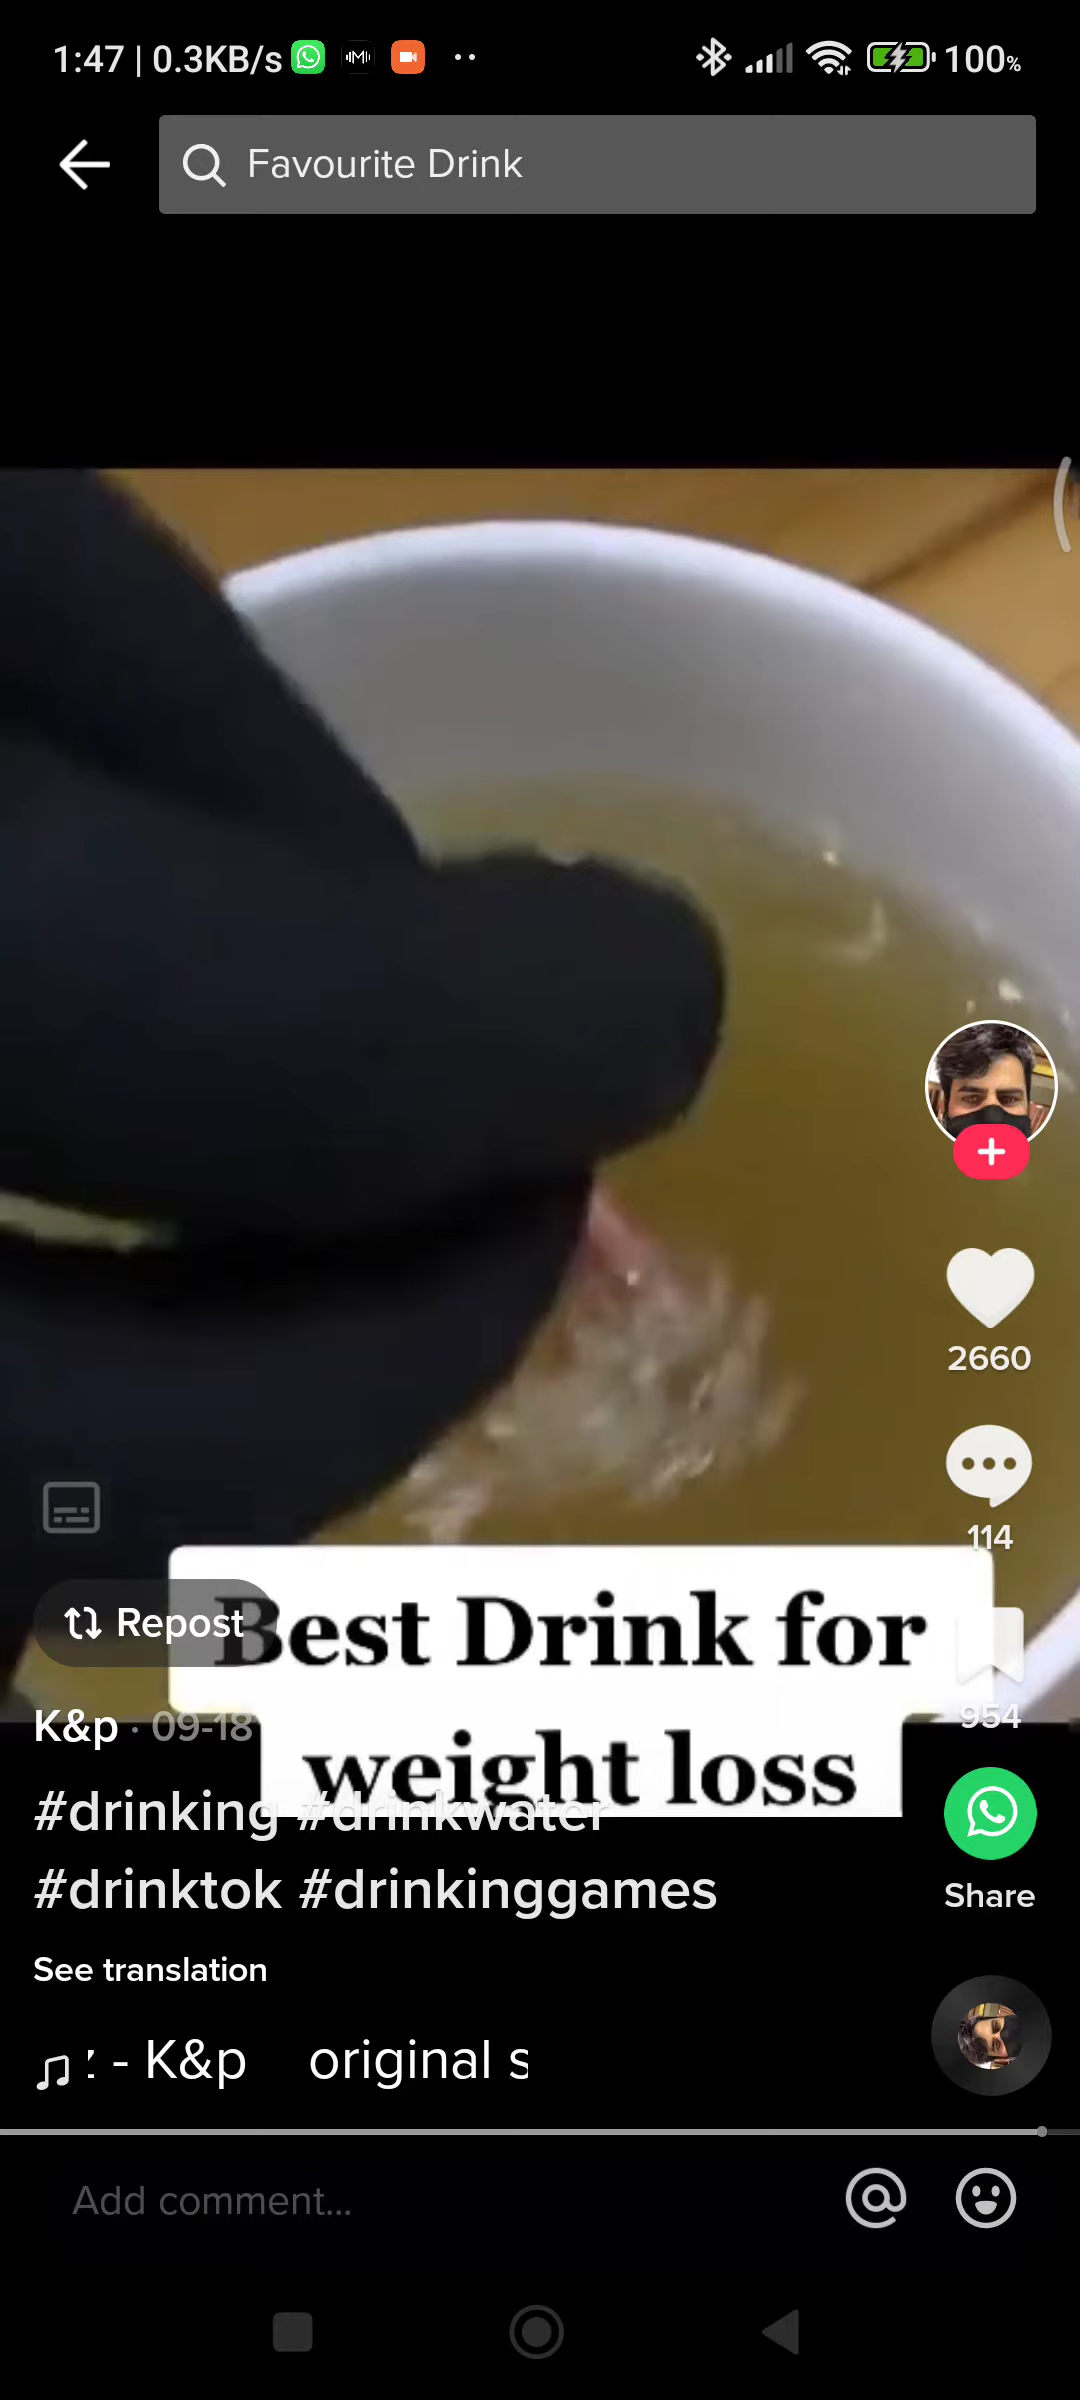 1:47 | 0.3KB/s 100%
Favourite Drink
2660
114
Repost
Best Drink for
954
K&p · 09-18
weight loss
#drinking #drinkwater
#drinktok #drinkinggames
Share
See translation
- K&p original s
Add comment...